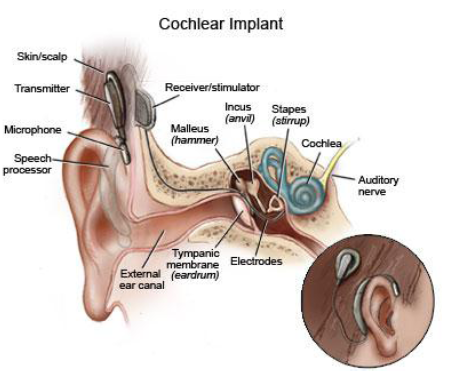 Cochlear Implant
Skin/scalp
Transmitter
Microphone
Speech
processor
Receiver/stimulator
Incus
(anvil)
Malleus
(hammer)
Stapes
(stirrup)
Cochlea
Auditory
nerve
External
ear canal
Tympanic
membrane
(eardrum)
Electrodes